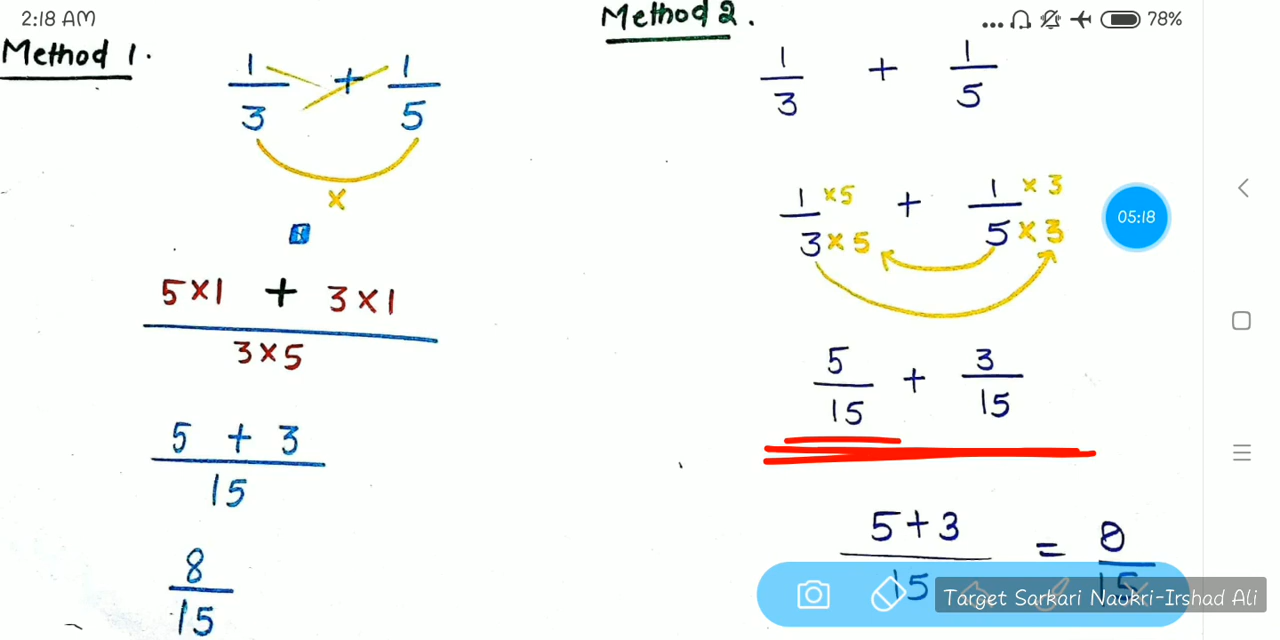 2:18 AM
78%
Method 1.
1/3 + 1/5
×
5×1 + 3×1
3×5
5 + 3
15
8
15
Method 2.
1/3 + 1/5
1×5/3×5 + 1×3/5×3
05:18
5/15 + 3/15
5+3/15 = 8/15
Target Sarkari Naokri-Irshad Ali